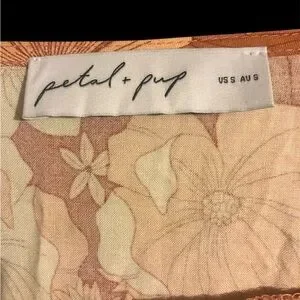 petal + pup US S AU S